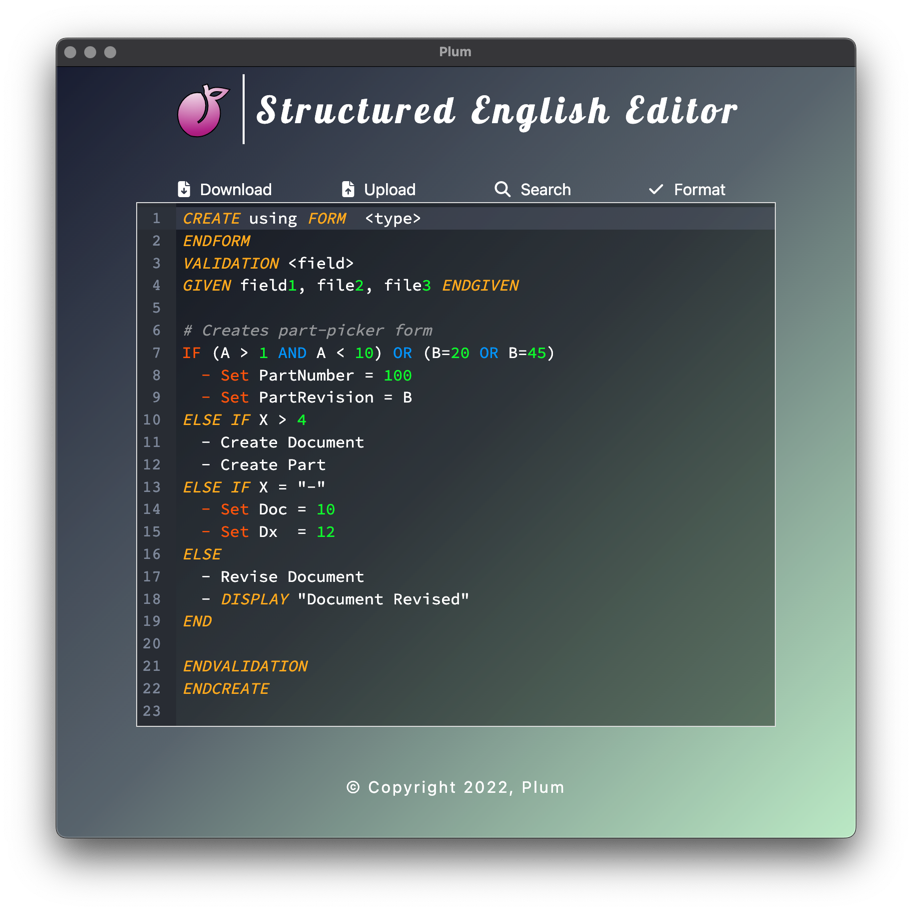 Plum
Structured English Editor
Download Upload Search Format
1 CREATE using FORM  <type>
2 ENDFORM
3 VALIDATION <field>
4 GIVEN field1, file2, file3 ENDGIVEN
5
6 # Creates part-picker form
7 IF (A > 1 AND A < 10) OR (B=20 OR B=45)
8   - Set PartNumber = 100
9   - Set PartRevision = B
10 ELSE IF X > 4
11   - Create Document
12   - Create Part
13 ELSE IF X = "-"
14   - Set Doc = 10
15   - Set Dx  = 12
16 ELSE
17   - Revise Document
18   - DISPLAY "Document Revised"
19 END
20
21 ENDVALIDATION
22 ENDCREATE
23
© Copyright 2022, Plum